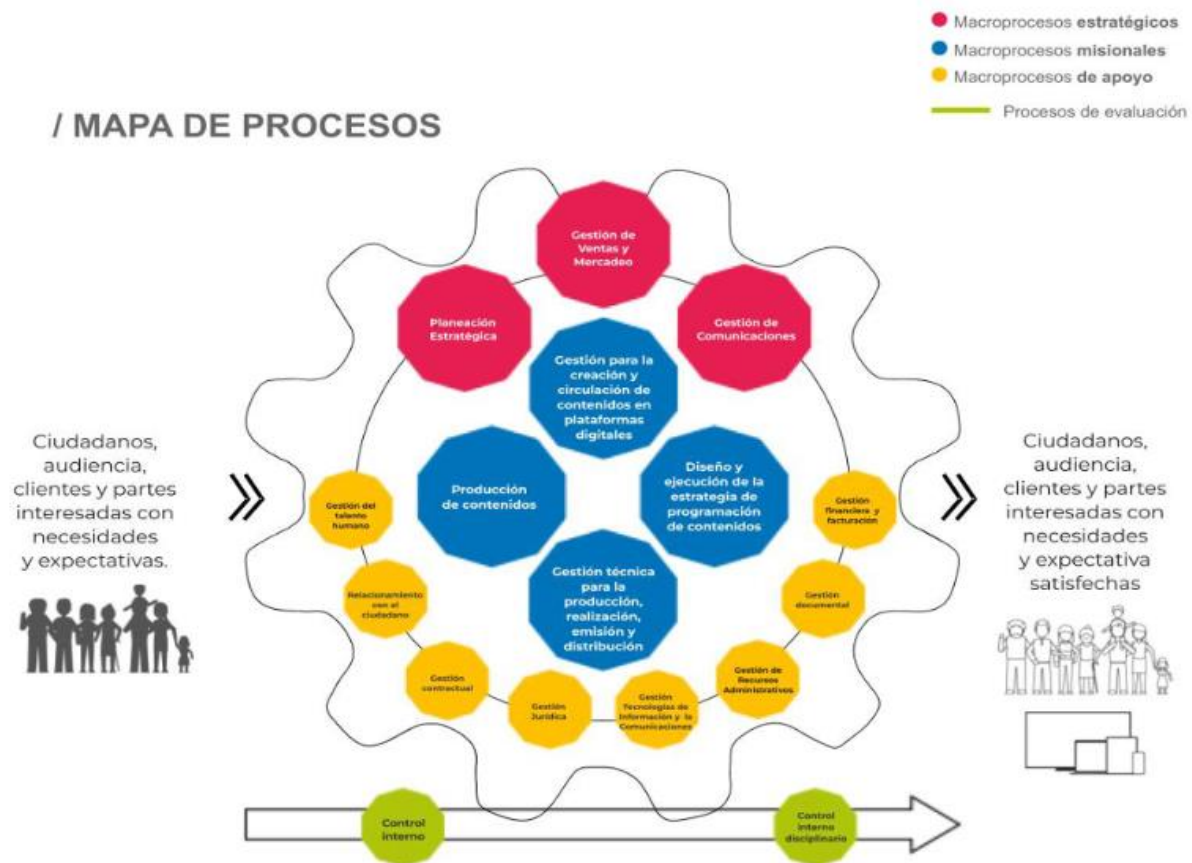 Macroprocesos estratégicos
Macroprocesos misionales
Macroprocesos de apoyo
Procesos de evaluación
/ MAPA DE PROCESOS
Gestión de
Ventas y
Mercadeo
Planeación
Estratégica
Gestión de
Comunicaciones
Gestión para la
creación y
circulación de
contenidos en
plataformas
digitales
Ciudadanos,
audiencia,
clientes y partes
interesadas con
necesidades
y expectativas.
Producción
de contenidos
Diseño y
ejecución de la
estrategia de
programación
de contenidos
Ciudadanos,
audiencia,
clientes y partes
interesadas con
necesidades
y expectativa
satisfechas
Gestión del
talento
humano
Gestión
financiera y
facturación
Gestión técnica
para la
producción,
realización,
emisión y
distribución
Relacionamiento
con el
ciudadano
Gestión
documental
Gestión
contractual
Gestión
Jurídica
Gestión
Tecnologías de
Información y la
Comunicaciones
Gestión de
Recursos
Administrativos
Control
interno
Control
interno
disciplinario